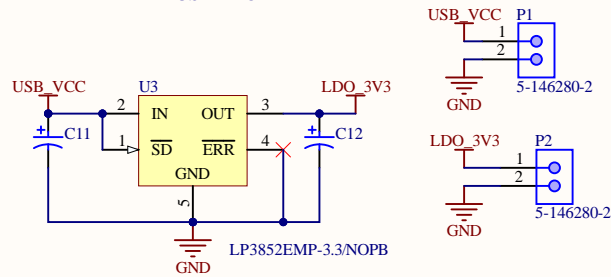 USB_VCC
U3
LDO_3V3
2 IN OUT 3
C11
1 SD ERR 4
C12
GND
5
GND
LP3852EMP-3.3/NOPB
USB_VCC
P1
1
2
GND
5-146280-2
LDO_3V3
P2
1
2
GND
5-146280-2